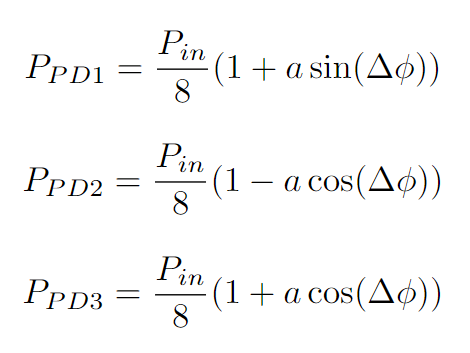 P_{PD1} = \frac{P_{in}}{8}(1 + a \sin(\Delta\phi))
P_{PD2} = \frac{P_{in}}{8}(1 - a \cos(\Delta\phi))
P_{PD3} = \frac{P_{in}}{8}(1 + a \cos(\Delta\phi))